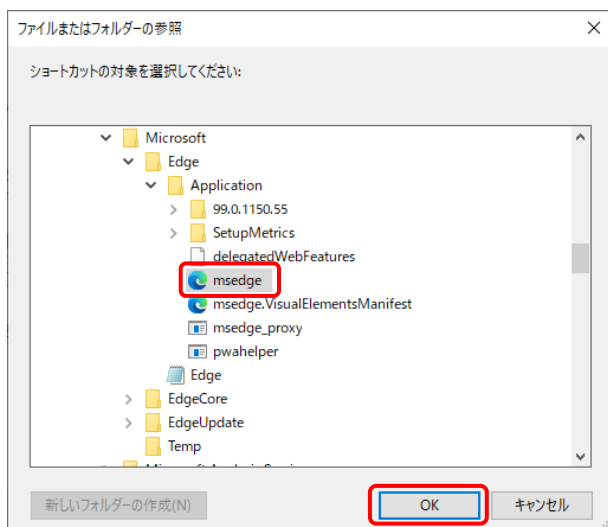 ファイルまたはフォルダーの参照
ショートカットの対象を選択してください:
Microsoft
Edge
Application
99.0.1150.55
SetupMetrics
delegatedWebFeatures
msedge
msedge.VisualElementsManifest
msedge_proxy
pwahelper
Edge
EdgeCore
EdgeUpdate
Temp
新しいフォルダーの作成(N)
OK
キャンセル